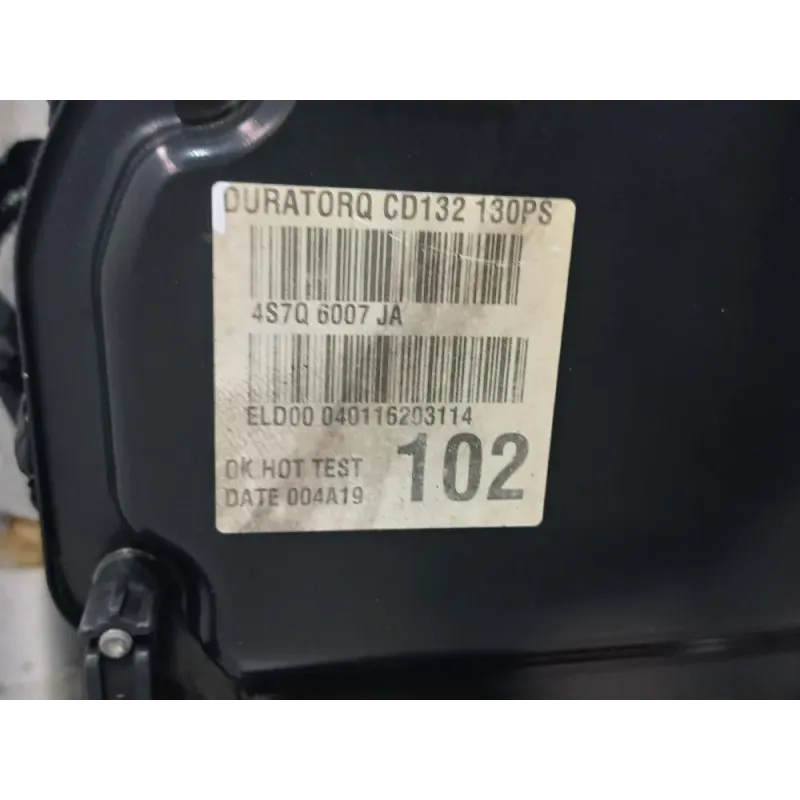 DURATORQ CD132 130PS
4S7Q 6007 JA
ELD00 040116203114
OK HOT TEST
102
DATE 004A19